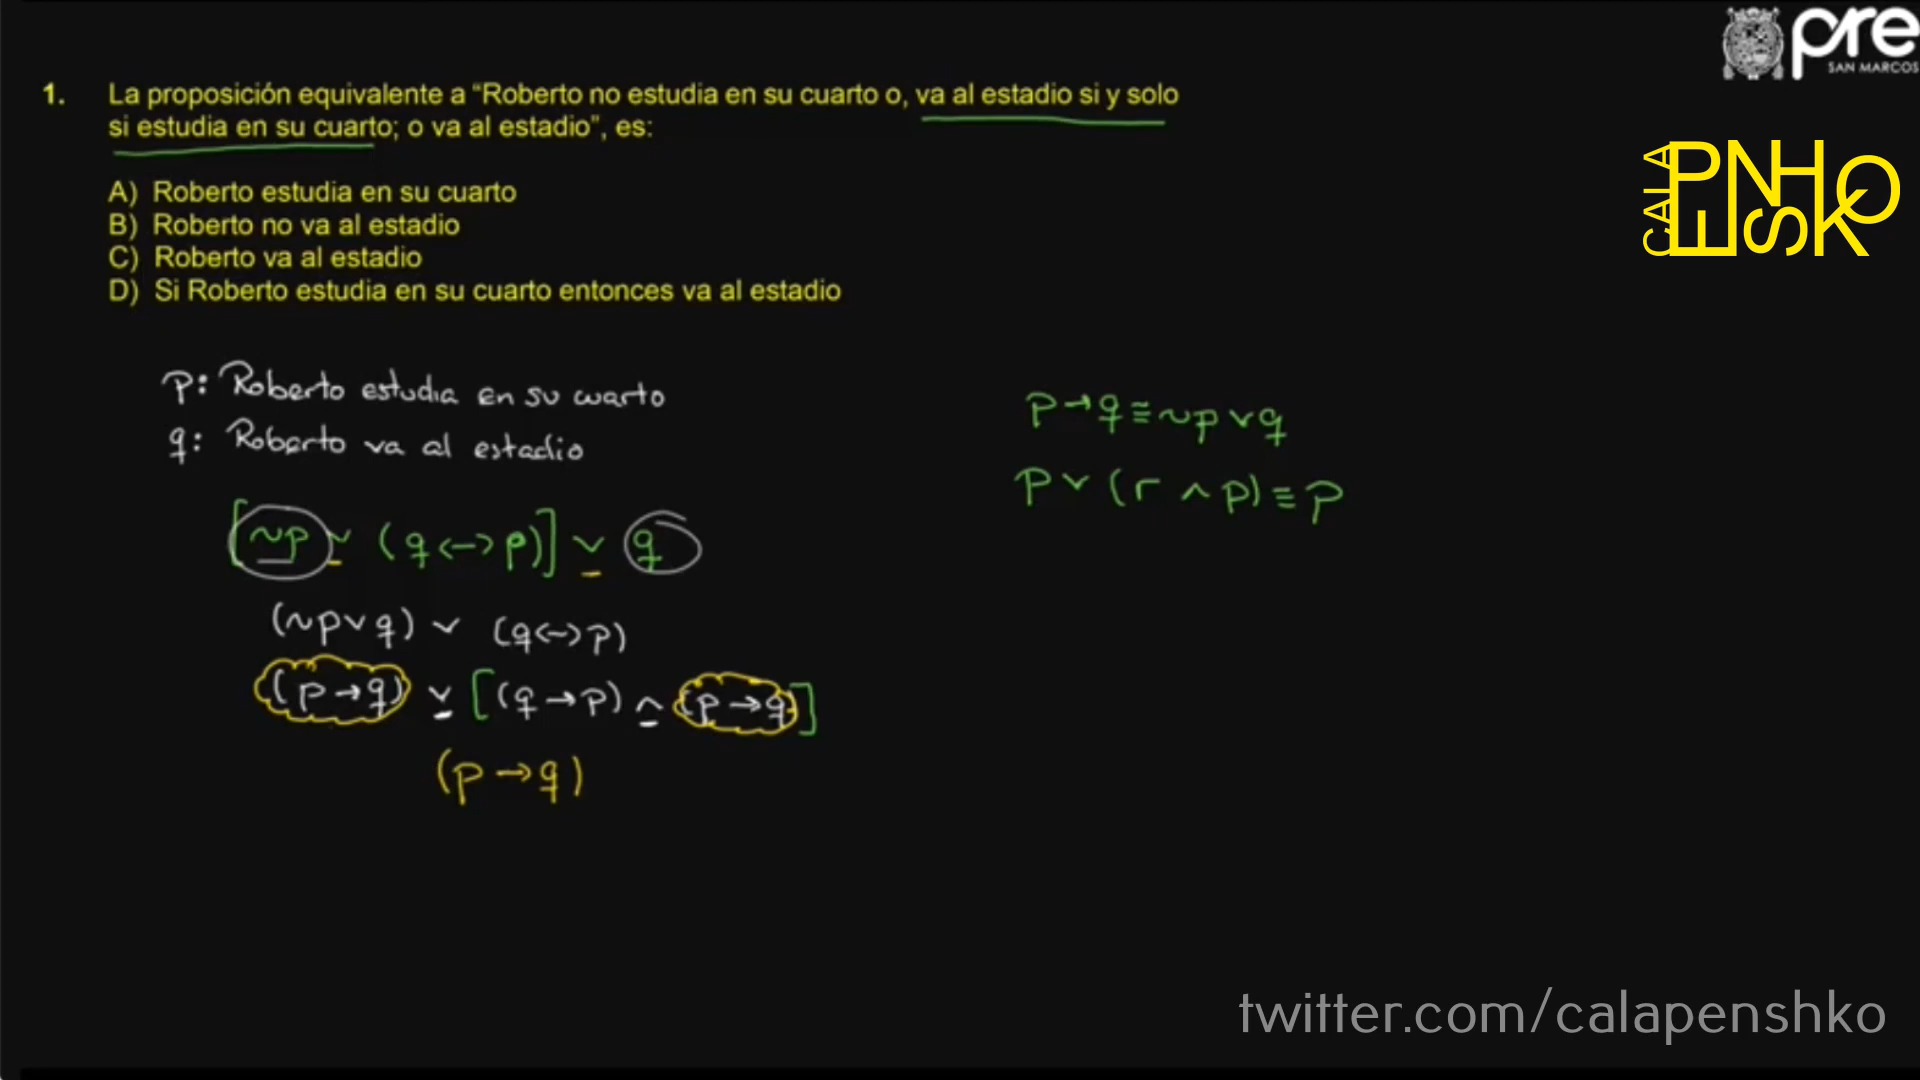 pre
SAN MARCOS
1. La proposición equivalente a “Roberto no estudia en su cuarto o, va al estadio si y solo
si estudia en su cuarto; o va al estadio”, es:
CALA
PENSHKO
A) Roberto estudia en su cuarto
B) Roberto no va al estadio
C) Roberto va al estadio
D) Si Roberto estudia en su cuarto entonces va al estadio
p: Roberto estudia en su cuarto
q: Roberto va al estadio
p→q≡~p∨q
p∨(r∧p)≡p
[~p∨(q<->p)]∨q
(~p∨q)∨(q<->p)
(p→q)∨[(q→p)∧(p→q)]
(p→q)
twitter.com/calapenshko